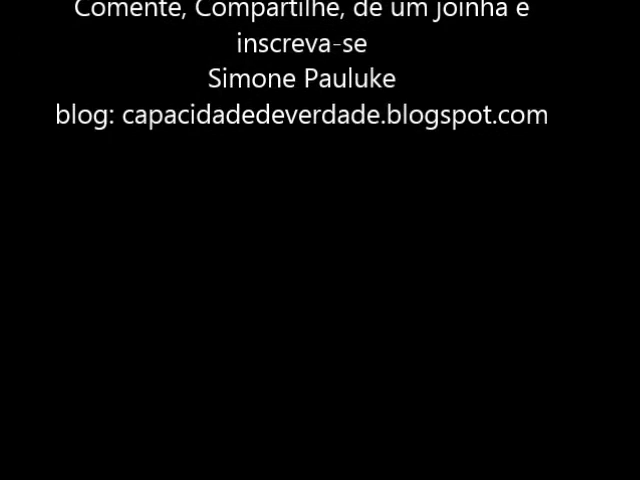 Comente, Compartilhe, de um joinha e
inscreva-se
Simone Pauluke
blog: capacidadedeverdade.blogspot.com